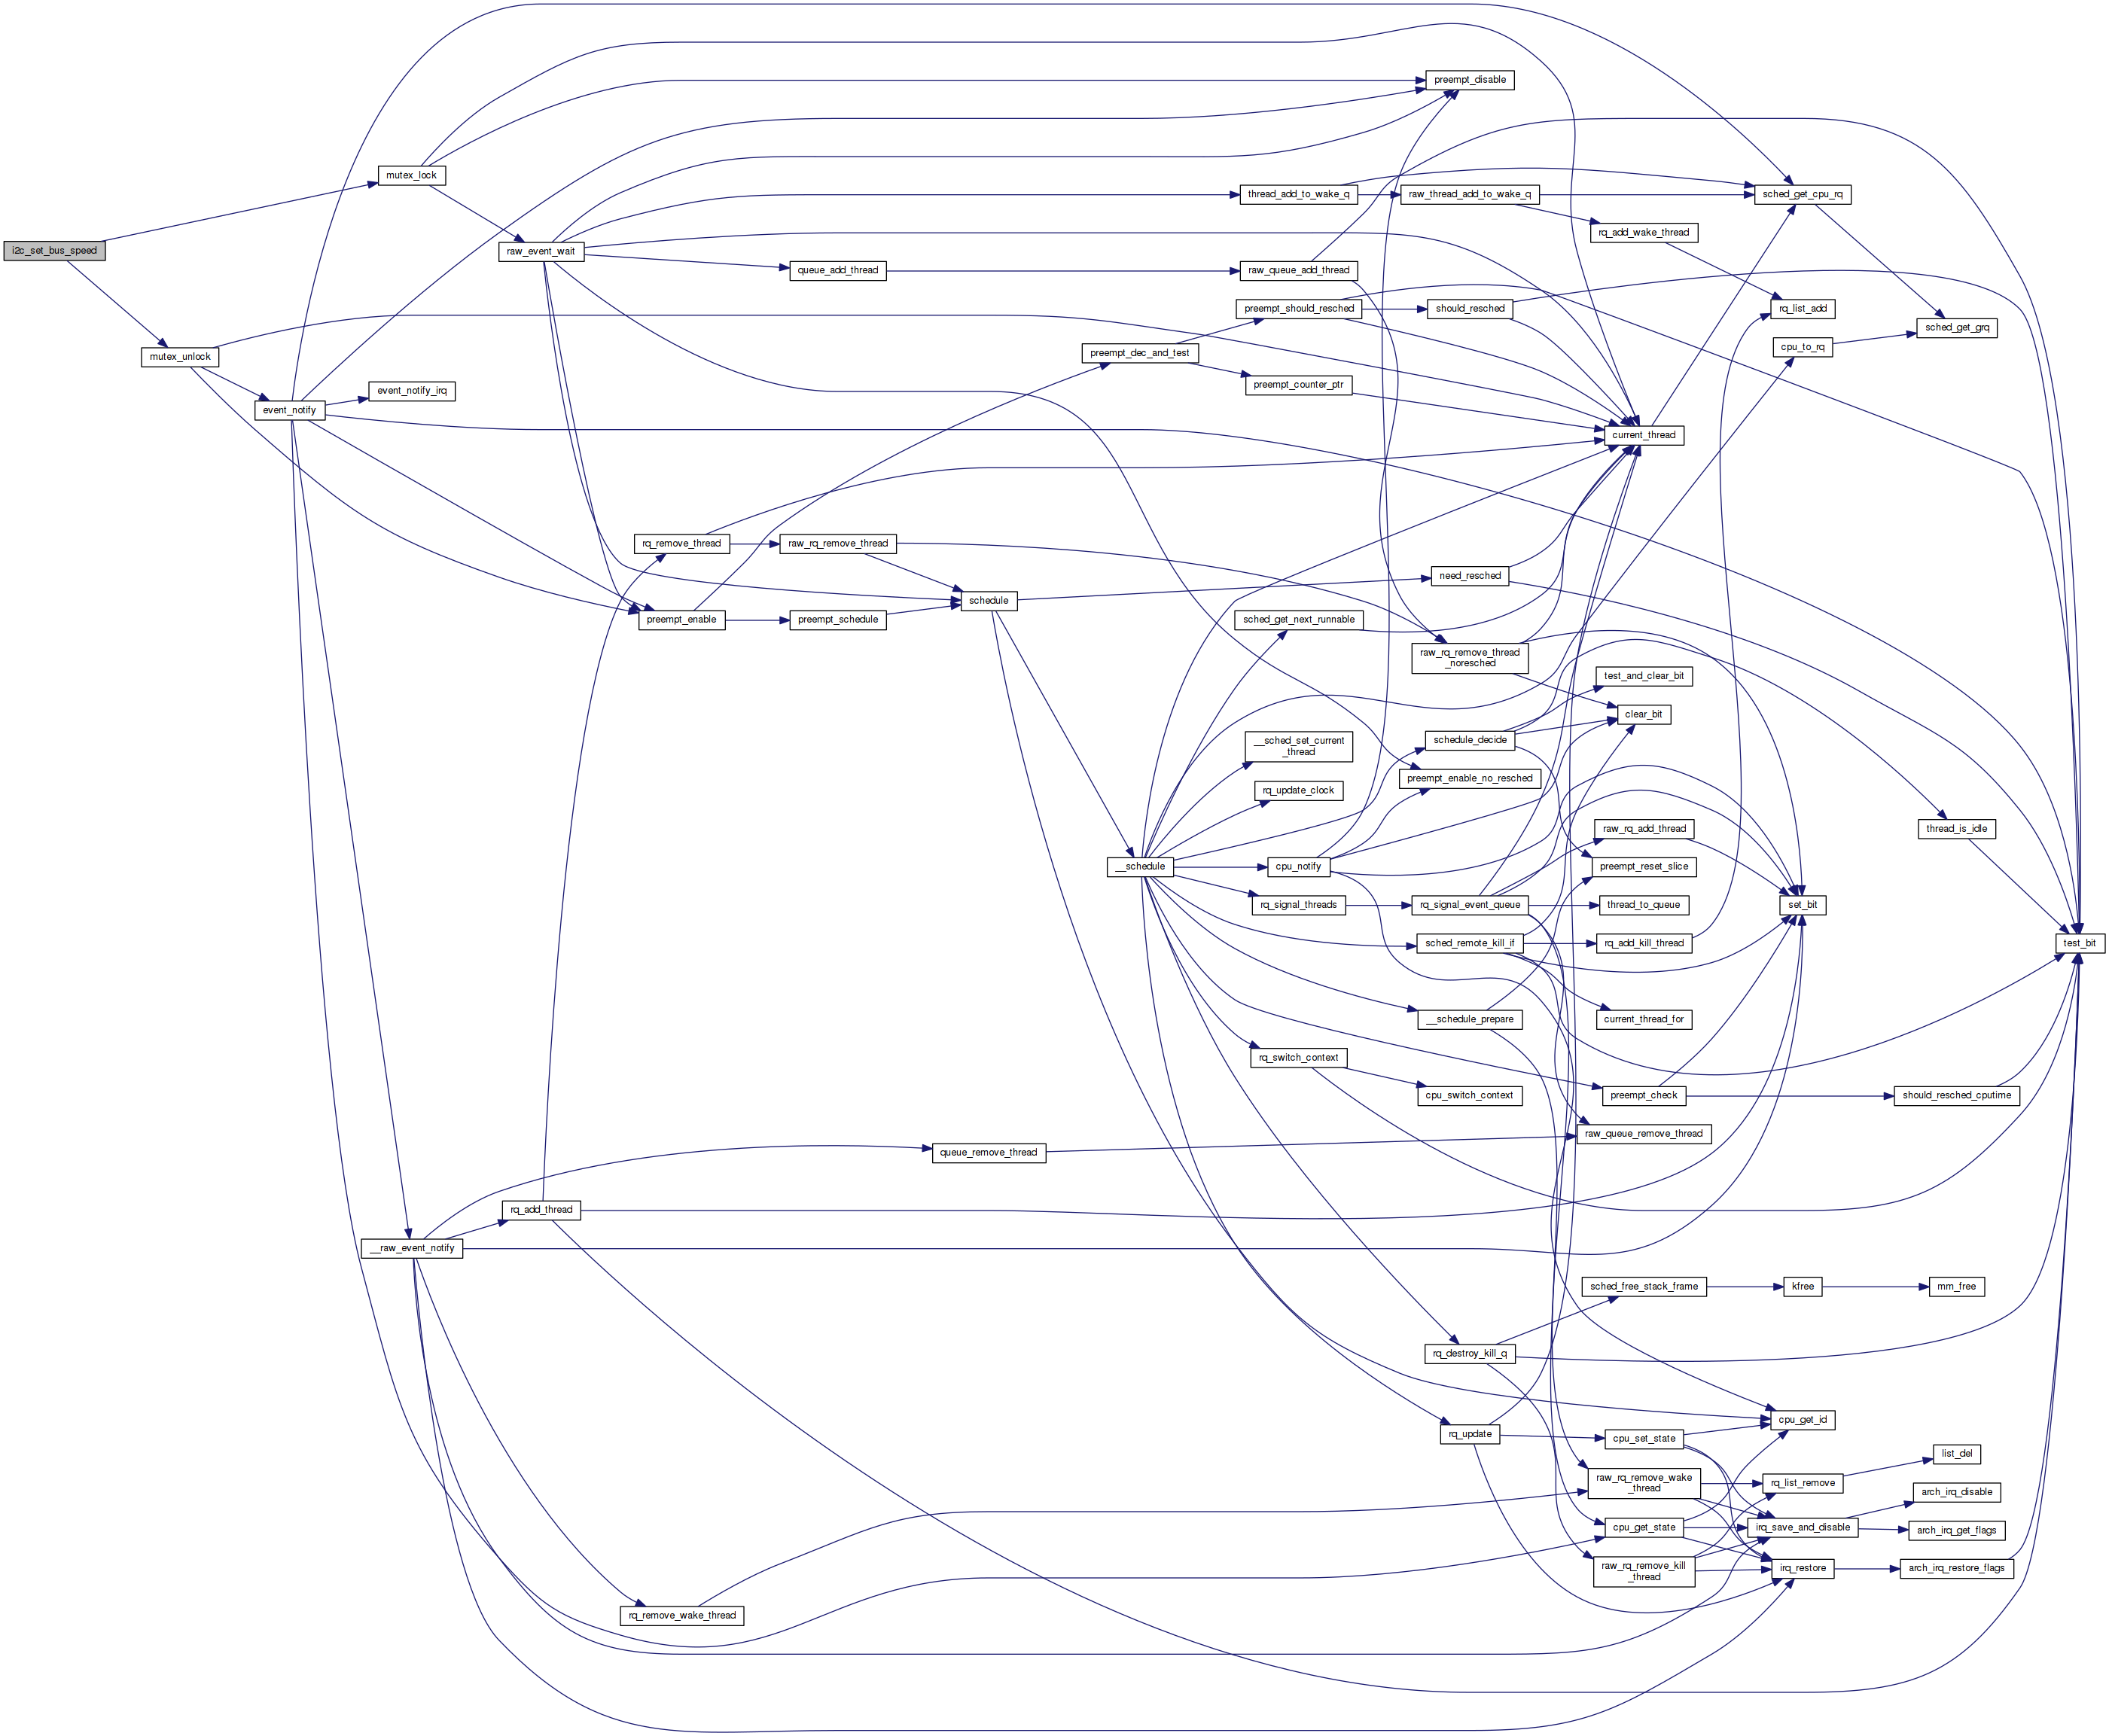 preempt_disable
mutex_lock
thread_add_to_wake_q
raw_thread_add_to_wake_q
sched_get_cpu_rq
rq_add_wake_thread
i2c_set_bus_speed
raw_event_wait
queue_add_thread
raw_queue_add_thread
preempt_should_resched
should_resched
rq_list_add
sched_get_grq
mutex_unlock
preempt_dec_and_test
cpu_to_rq
preempt_counter_ptr
event_notify_irq
event_notify
current_thread
rq_remove_thread
raw_rq_remove_thread
need_resched
schedule
preempt_enable
preempt_schedule
sched_get_next_runnable
raw_rq_remove_thread
_noresched
test_and_clear_bit
clear_bit
__sched_set_current
_thread
schedule_decide
preempt_enable_no_resched
rq_update_clock
raw_rq_add_thread
thread_is_idle
__schedule
cpu_notify
preempt_reset_slice
rq_signal_threads
rq_signal_event_queue
thread_to_queue
set_bit
sched_remote_kill_if
rq_add_kill_thread
test_bit
__schedule_prepare
current_thread_for
rq_switch_context
cpu_switch_context
preempt_check
should_resched_cputime
raw_queue_remove_thread
queue_remove_thread
rq_add_thread
__raw_event_notify
sched_free_stack_frame
kfree
mm_free
rq_destroy_kill_q
cpu_get_id
rq_update
cpu_set_state
list_del
raw_rq_remove_wake
_thread
rq_list_remove
arch_irq_disable
cpu_get_state
irq_save_and_disable
arch_irq_get_flags
raw_rq_remove_kill
_thread
irq_restore
arch_irq_restore_flags
rq_remove_wake_thread